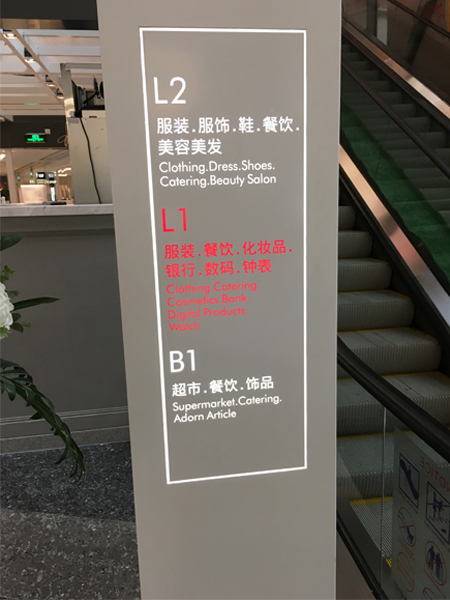 L2
服装.服饰.鞋.餐饮.
美容美发
Clothing.Dress.Shoes.
Catering.Beauty Salon
L1
服装.餐饮.化妆品.
银行.数码.钟表
Clothing.Catering.
Cosmetics.Bank.
Digital Products.
Watch
B1
超市.餐饮.饰品
Supermarket.Catering.
Adorn Article